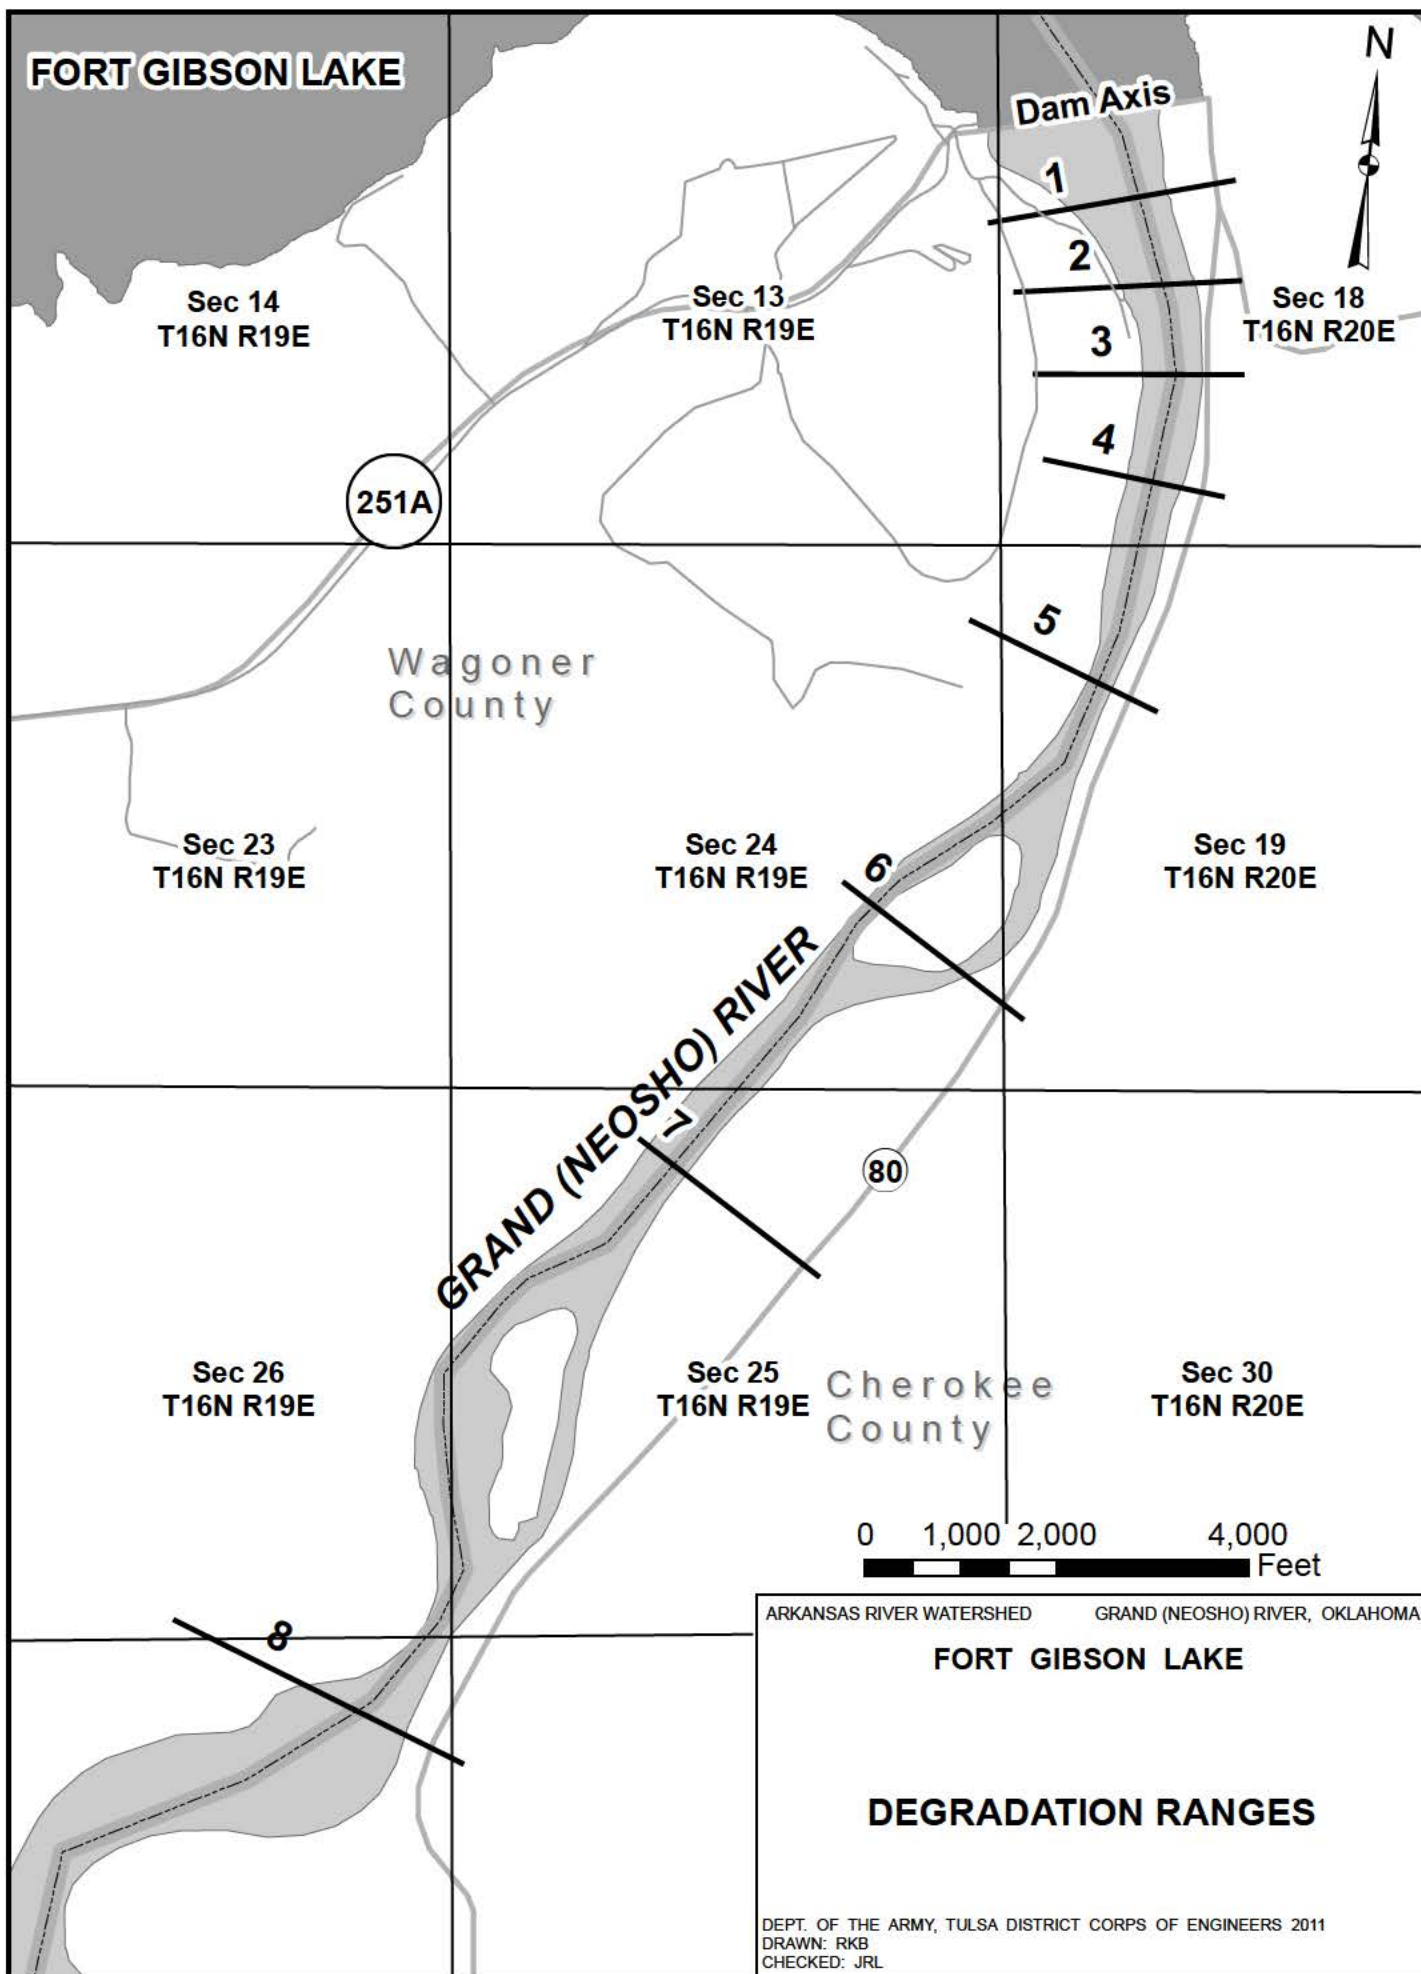 FORT GIBSON LAKE
N
Dam Axis
1
2
Sec 14
T16N R19E
Sec 13
T16N R19E
Sec 18
T16N R20E
3
4
251A
5
Wagoner
County
Sec 23
T16N R19E
Sec 24
T16N R19E
Sec 19
T16N R20E
6
GRAND (NEOSHO) RIVER
7
80
Sec 26
T16N R19E
Sec 25
T16N R19E
Cherokee
County
Sec 30
T16N R20E
0 1,000 2,000 4,000
Feet
8
ARKANSAS RIVER WATERSHED GRAND (NEOSHO) RIVER, OKLAHOMA
FORT GIBSON LAKE
DEGRADATION RANGES
DEPT. OF THE ARMY, TULSA DISTRICT CORPS OF ENGINEERS 2011
DRAWN: RKB
CHECKED: JRL